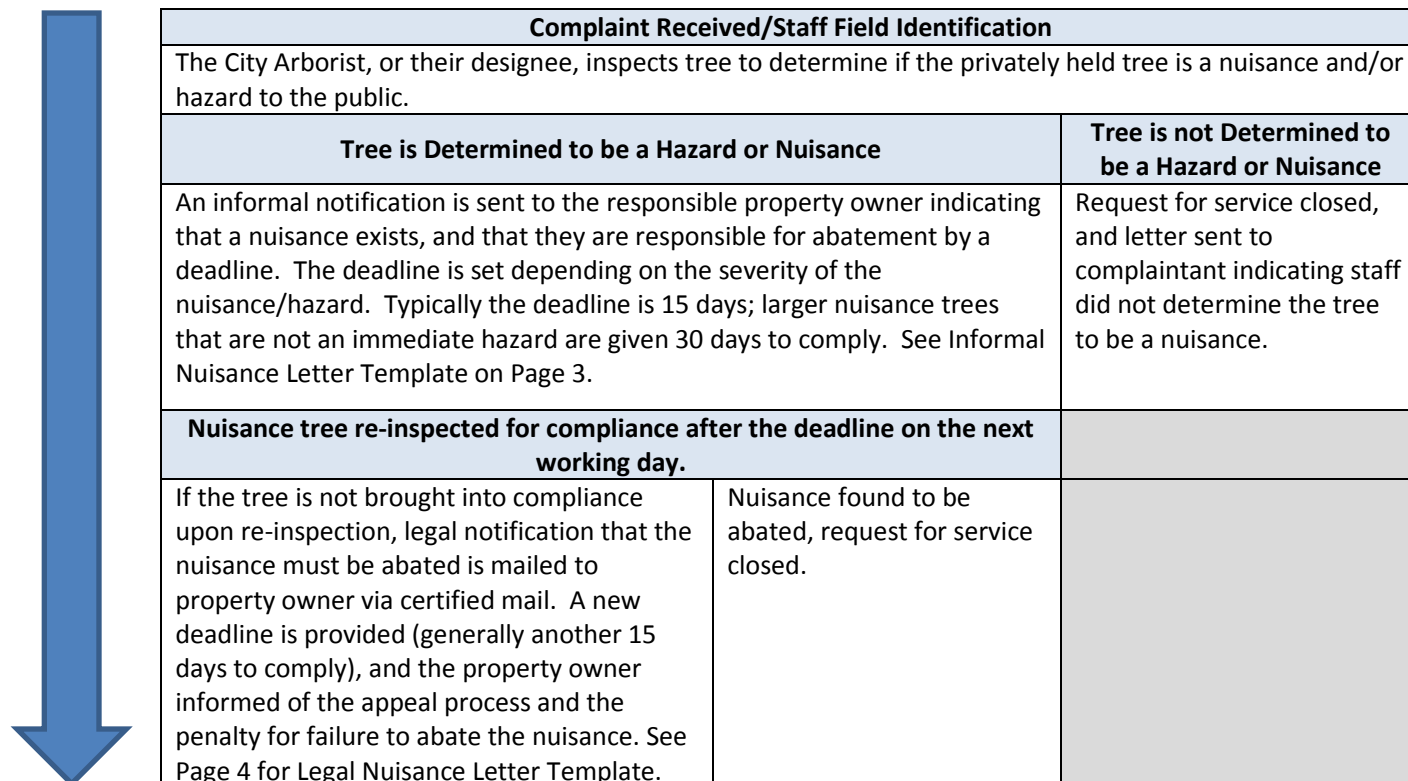 Complaint Received/Staff Field Identification
The City Arborist, or their designee, inspects tree to determine if the privately held tree is a nuisance and/or
hazard to the public.
Tree is Determined to be a Hazard or Nuisance
Tree is not Determined to
be a Hazard or Nuisance
An informal notification is sent to the responsible property owner indicating
that a nuisance exists, and that they are responsible for abatement by a
deadline.  The deadline is set depending on the severity of the
nuisance/hazard.  Typically the deadline is 15 days; larger nuisance trees
that are not an immediate hazard are given 30 days to comply.  See Informal
Nuisance Letter Template on Page 3.
Request for service closed,
and letter sent to
complaintant indicating staff
did not determine the tree
to be a nuisance.
Nuisance tree re-inspected for compliance after the deadline on the next
working day.
If the tree is not brought into compliance
upon re-inspection, legal notification that the
nuisance must be abated is mailed to
property owner via certified mail.  A new
deadline is provided (generally another 15
days to comply), and the property owner
informed of the appeal process and the
penalty for failure to abate the nuisance. See
Page 4 for Legal Nuisance Letter Template.
Nuisance found to be
abated, request for service
closed.